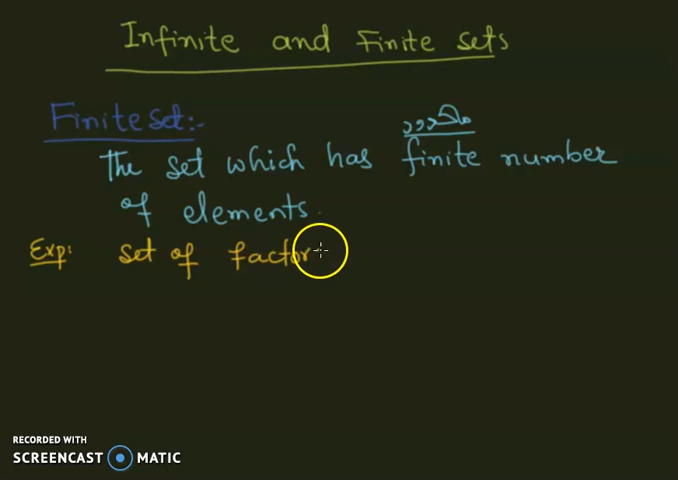 Infinite and Finite sets
Finite set:-
The set which has finite number
of elements.
Exp: Set of factor
RECORDED WITH
SCREENCAST MATIC